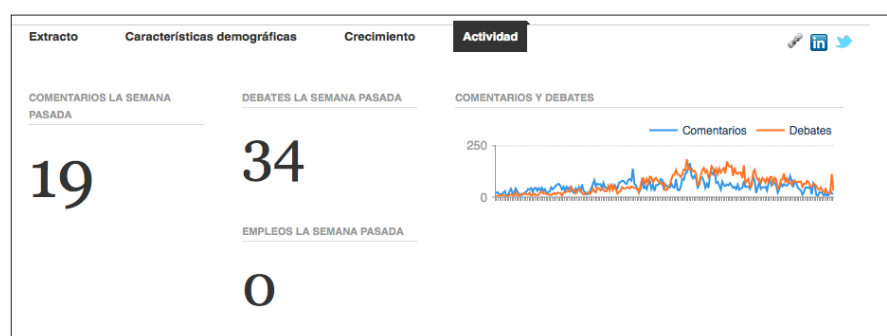 Extracto Características demográficas Crecimiento Actividad
in
COMENTARIOS LA SEMANA
PASADA
19
DEBATES LA SEMANA PASADA
34
EMPLEOS LA SEMANA PASADA
0
COMENTARIOS Y DEBATES
Comentarios Debates
250
0